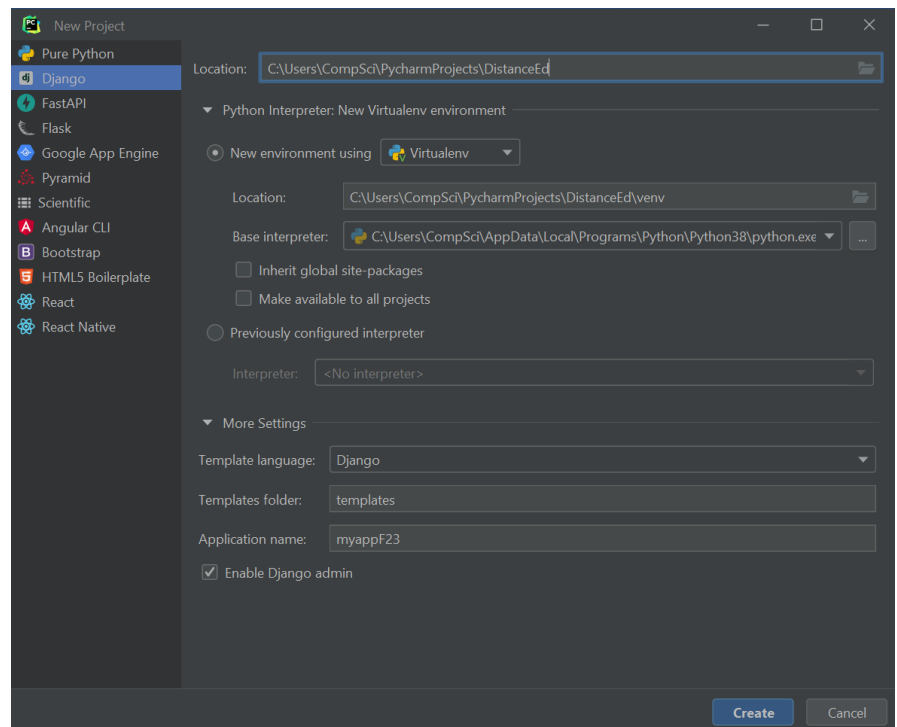 New Project
Pure Python
Django
FastAPI
Flask
Google App Engine
Pyramid
Scientific
Angular CLI
Bootstrap
HTML5 Boilerplate
React
React Native
Location: C:\Users\CompSci\PycharmProjects\DistanceEd
Python Interpreter: New Virtualenv environment
New environment using Virtualenv
Location: C:\Users\CompSci\PycharmProjects\DistanceEd\venv
Base interpreter: C:\Users\CompSci\AppData\Local\Programs\Python\Python38\python.exe ...
Inherit global site-packages
Make available to all projects
Previously configured interpreter
Interpreter: <No interpreter>
More Settings
Template language: Django
Templates folder: templates
Application name: myappF23
Enable Django admin
Create Cancel